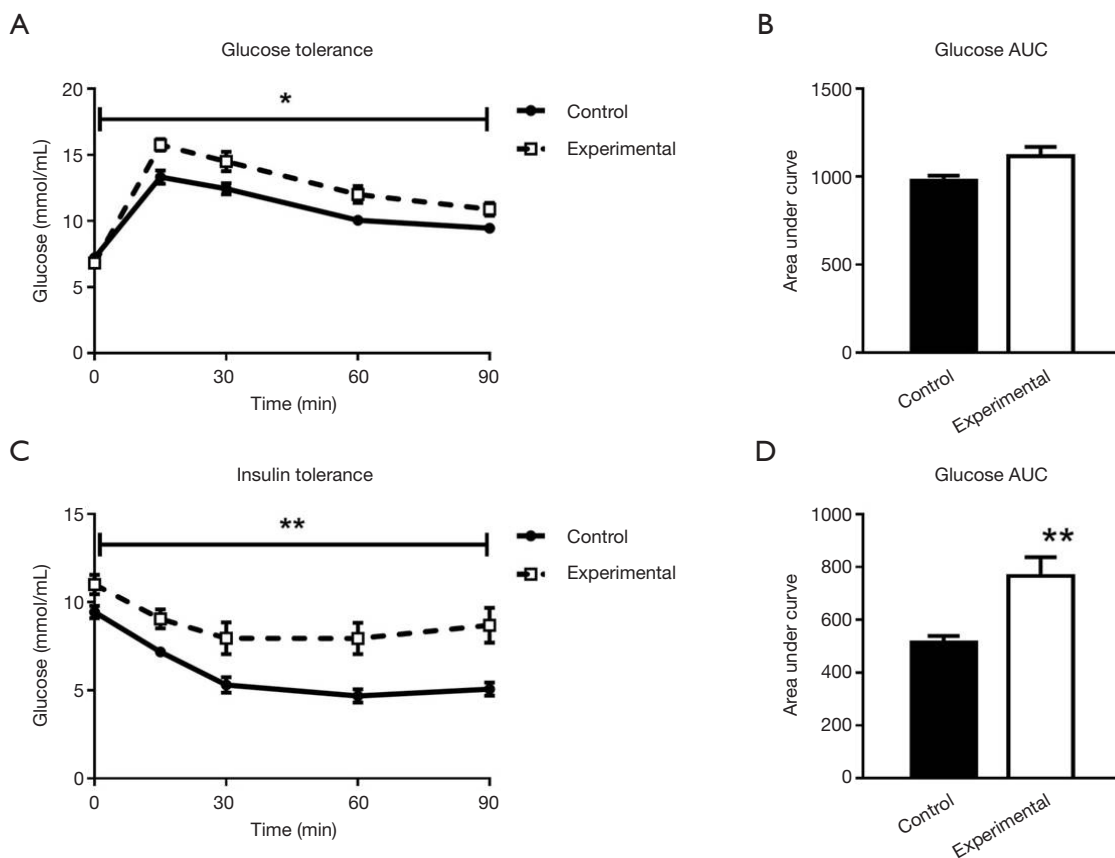 A
Glucose tolerance
20
15
10
5
0
Glucose (mmol/mL)
*
0 30 60 90
Time (min)
Control
Experimental
B
Glucose AUC
1500
1000
500
0
Area under curve
Control
Experimental
C
Insulin tolerance
15
10
5
0
Glucose (mmol/mL)
**
0 30 60 90
Time (min)
Control
Experimental
D
Glucose AUC
1000
800
600
400
200
0
Area under curve
**
Control
Experimental